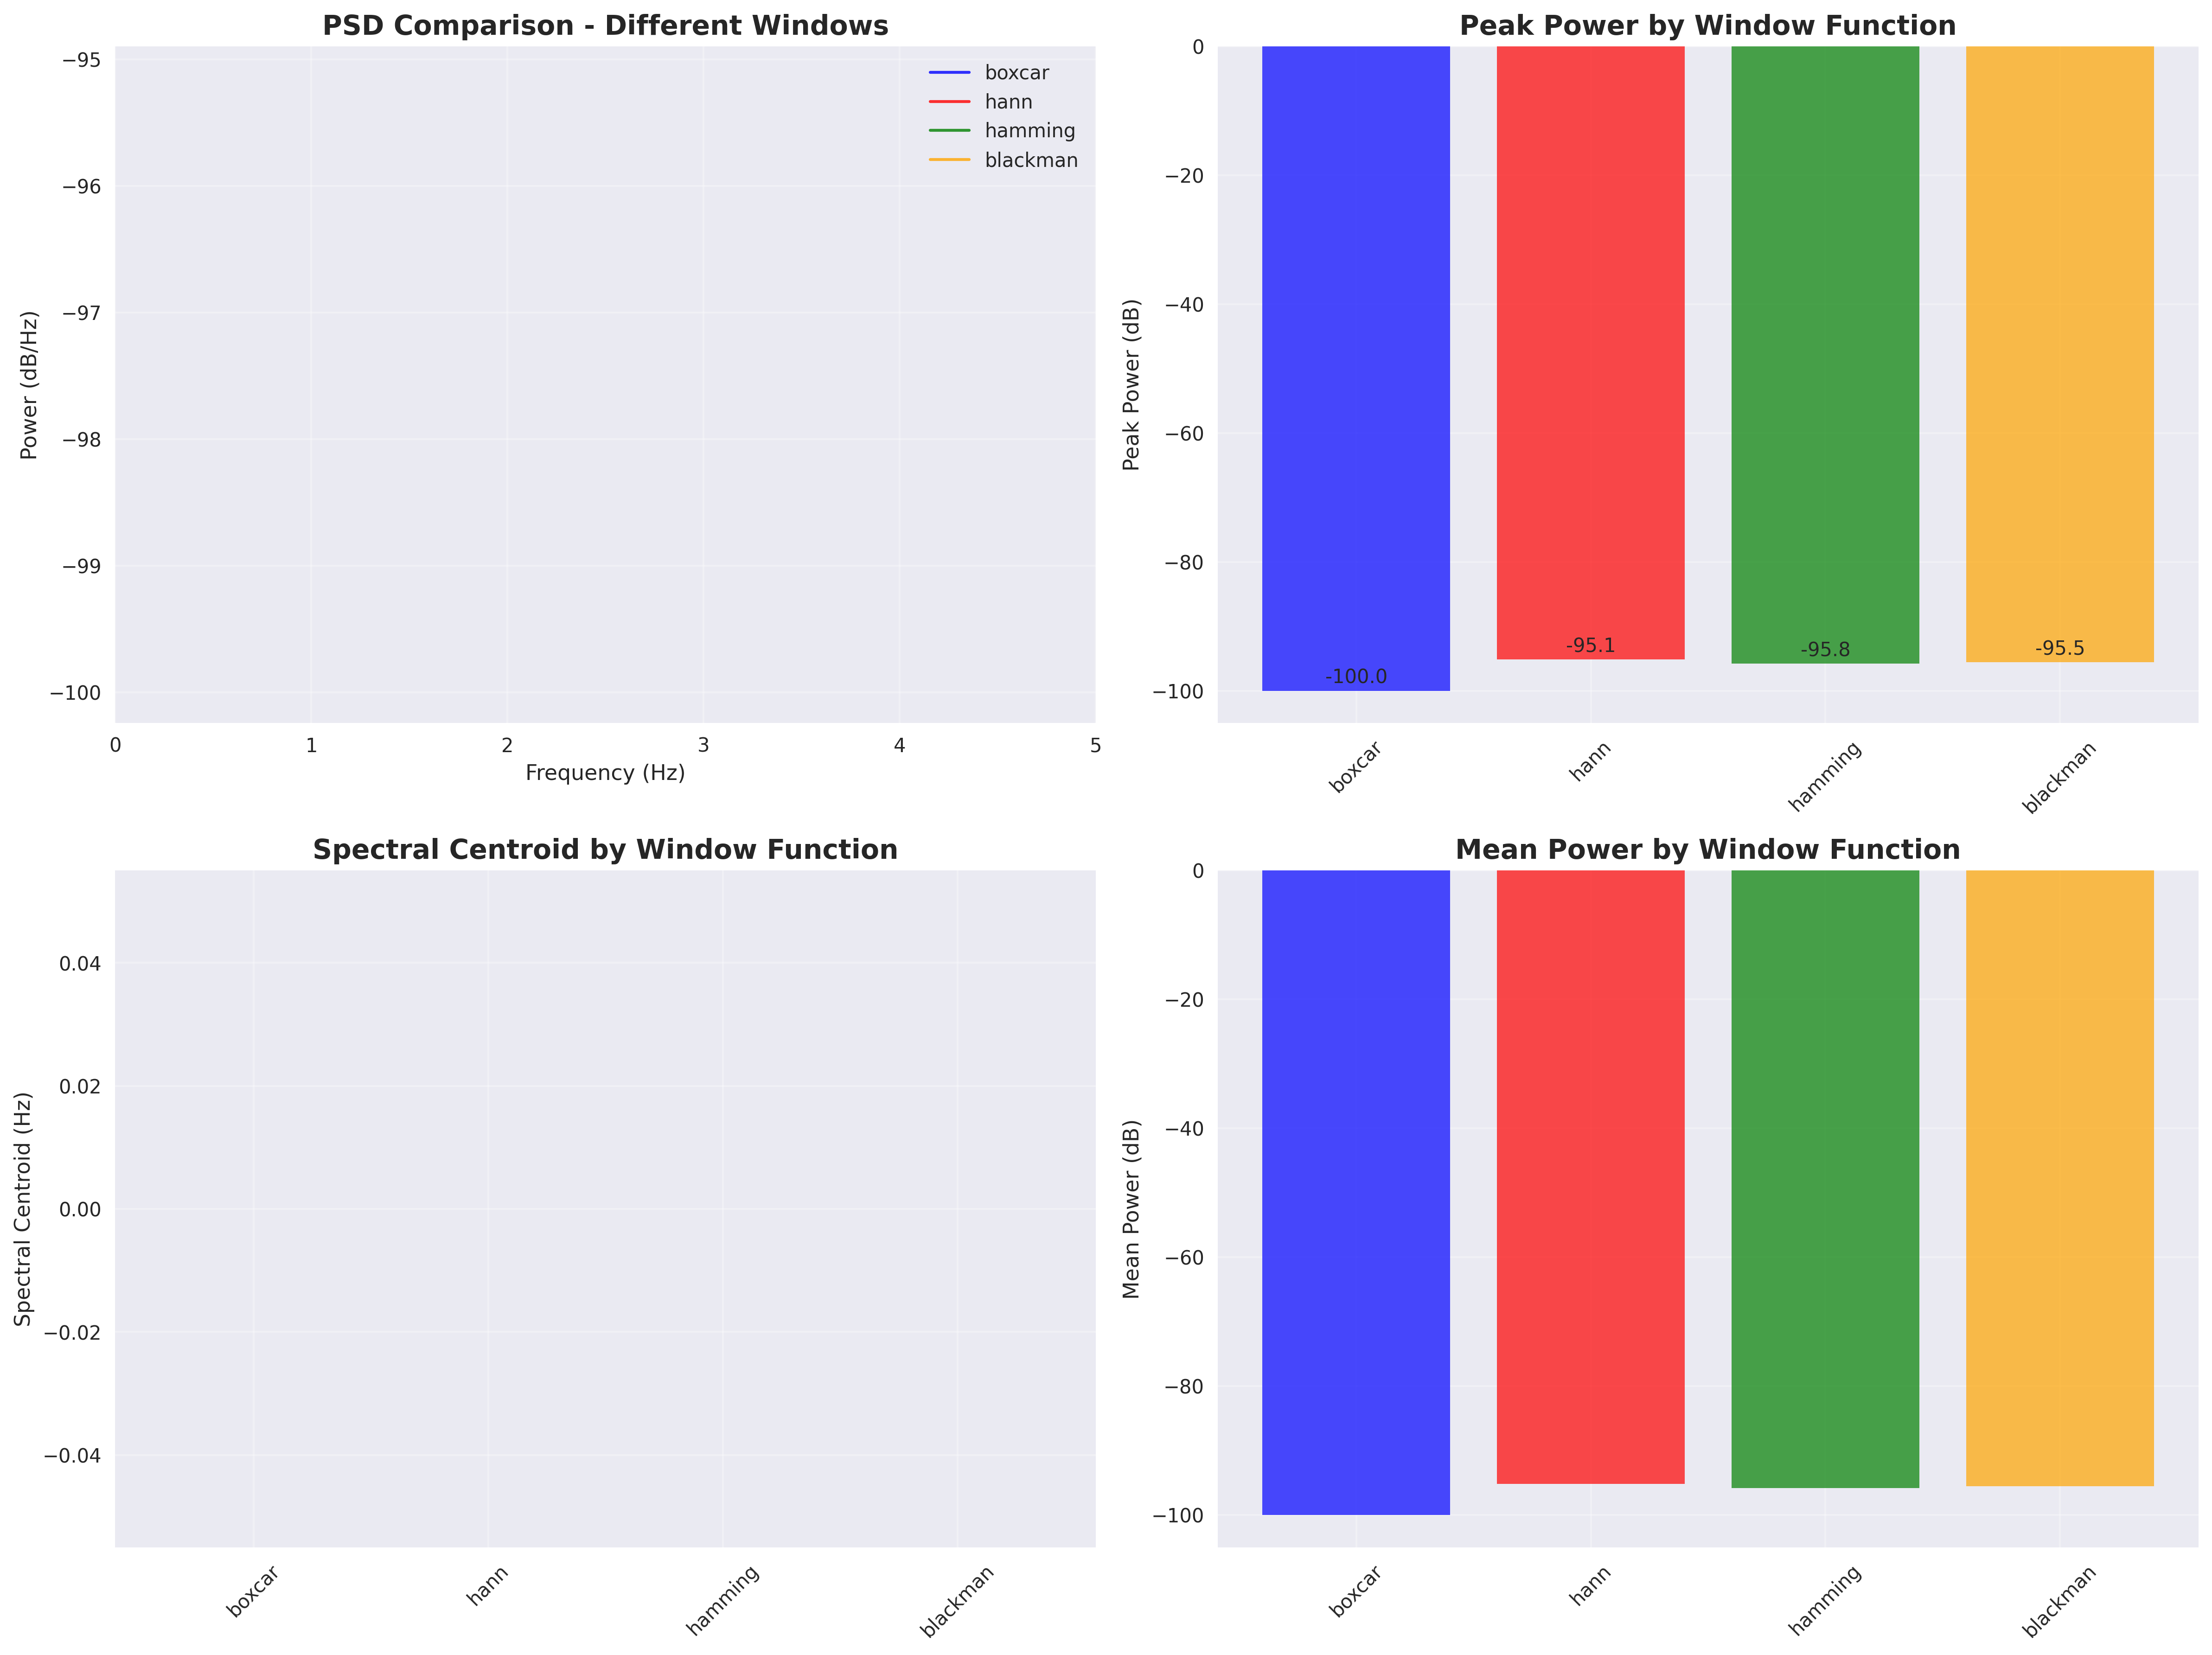 PSD Comparison - Different Windows
−95
−96
−97
−98
−99
−100
Power (dB/Hz)
0 1 2 3 4 5
Frequency (Hz)
boxcar
hann
hamming
blackman
Peak Power by Window Function
0
−20
−40
−60
−80
−100
Peak Power (dB)
-100.0
-95.1
-95.8
-95.5
boxcar
hann
hamming
blackman
Spectral Centroid by Window Function
0.04
0.02
0.00
−0.02
−0.04
Spectral Centroid (Hz)
boxcar
hann
hamming
blackman
Mean Power by Window Function
0
−20
−40
−60
−80
−100
Mean Power (dB)
boxcar
hann
hamming
blackman